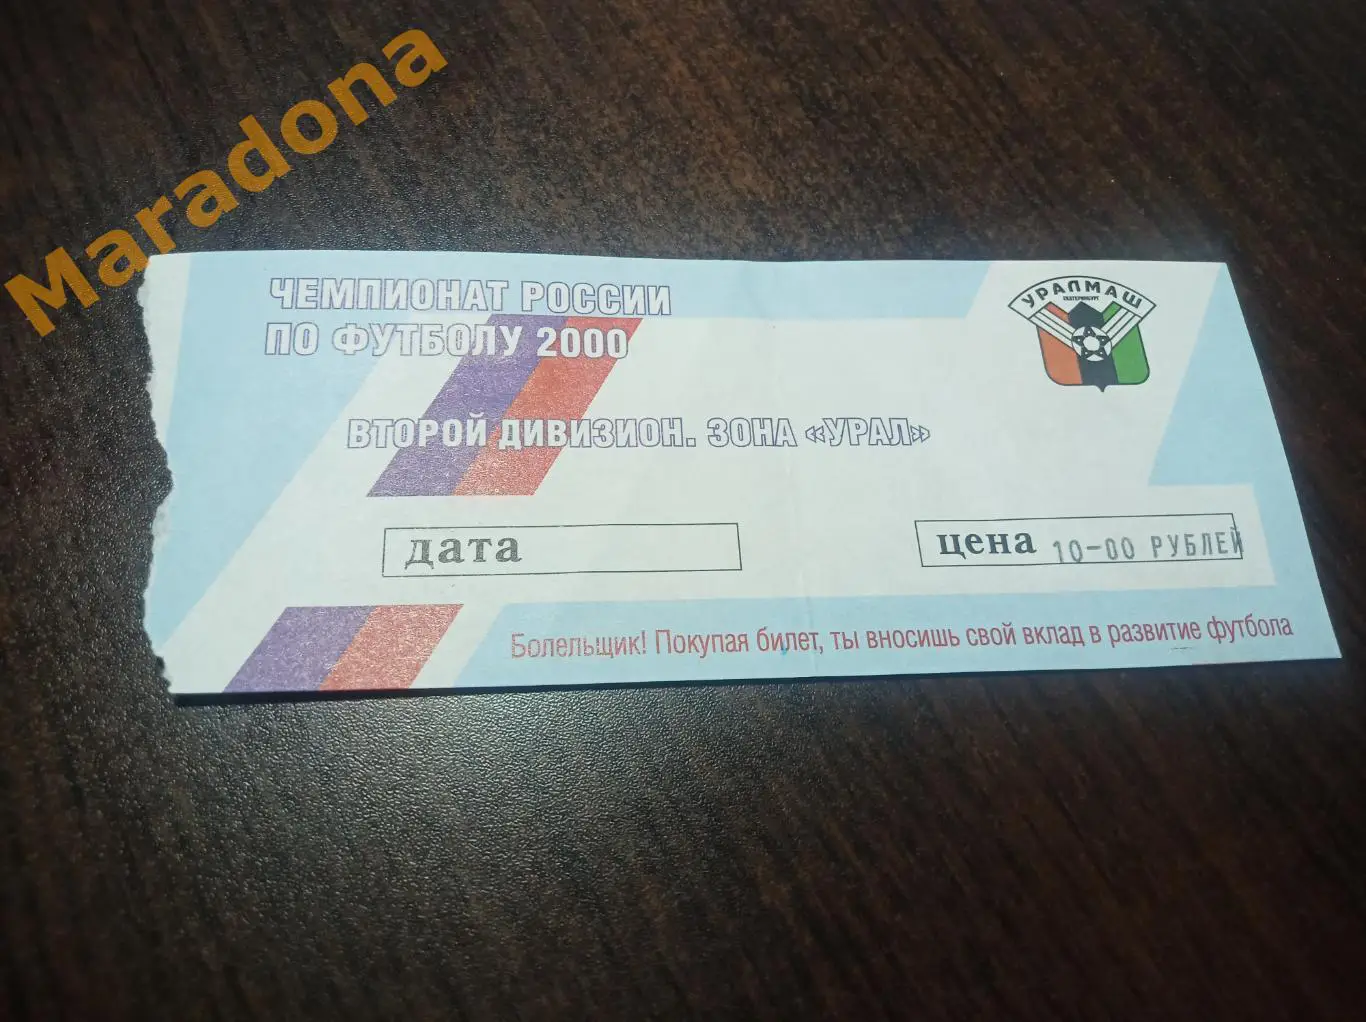 Maradona
ЧЕМПИОНАТ РОССИИ
ПО ФУТБОЛУ 2000
УРАЛМАШ
ЕКАТЕРИНБУРГ
ВТОРОЙ ДИВИЗИОН. ЗОНА «УРАЛ»
дата
цена 10-00 РУБЛЕЙ
Болельщик! Покупая билет, ты вносишь свой вклад в развитие футбола